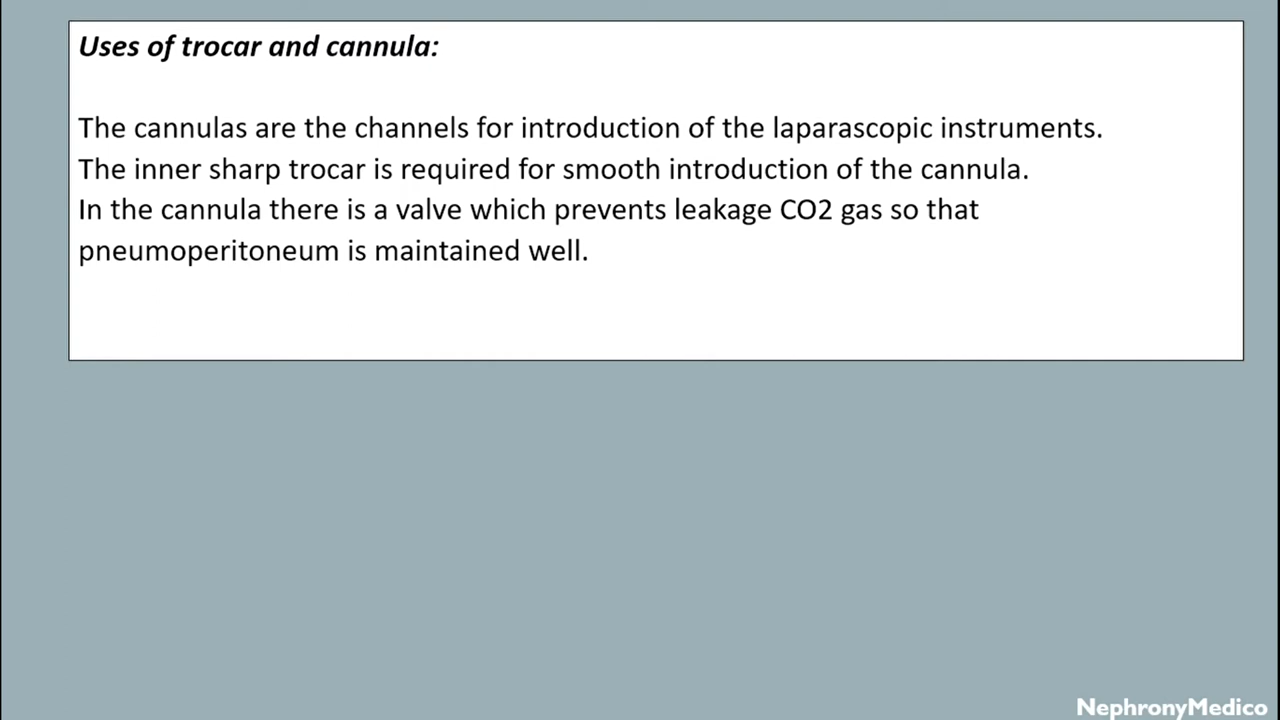 Uses of trocar and cannula:
The cannulas are the channels for introduction of the laparascopic instruments.
The inner sharp trocar is required for smooth introduction of the cannula.
In the cannula there is a valve which prevents leakage CO2 gas so that
pneumoperitoneum is maintained well.
NephronyMedico